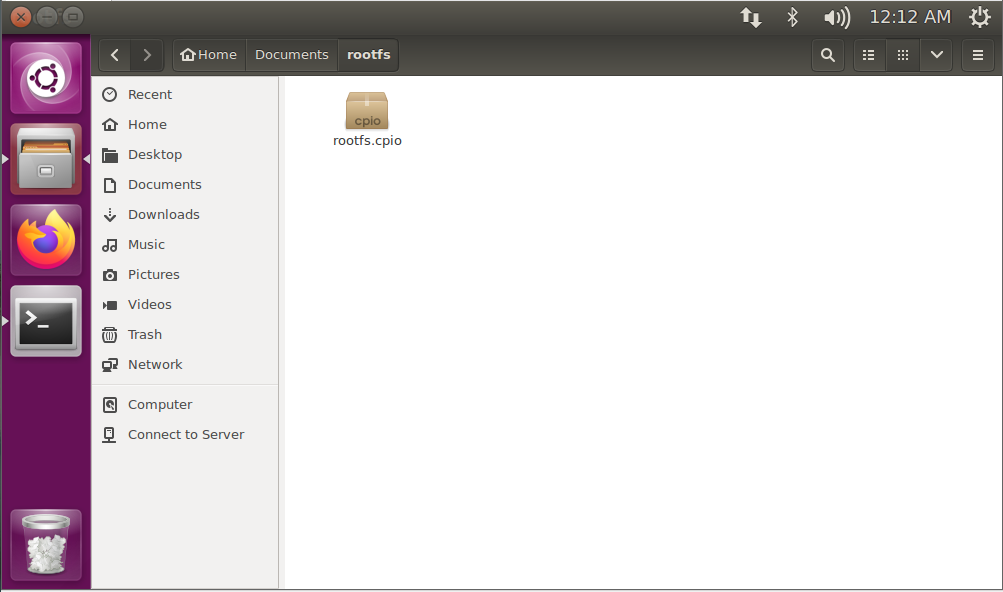 12:12 AM
Home Documents rootfs
Recent
Home
Desktop
Documents
Downloads
Music
Pictures
Videos
Trash
Network
Computer
Connect to Server
cpio
rootfs.cpio
>_